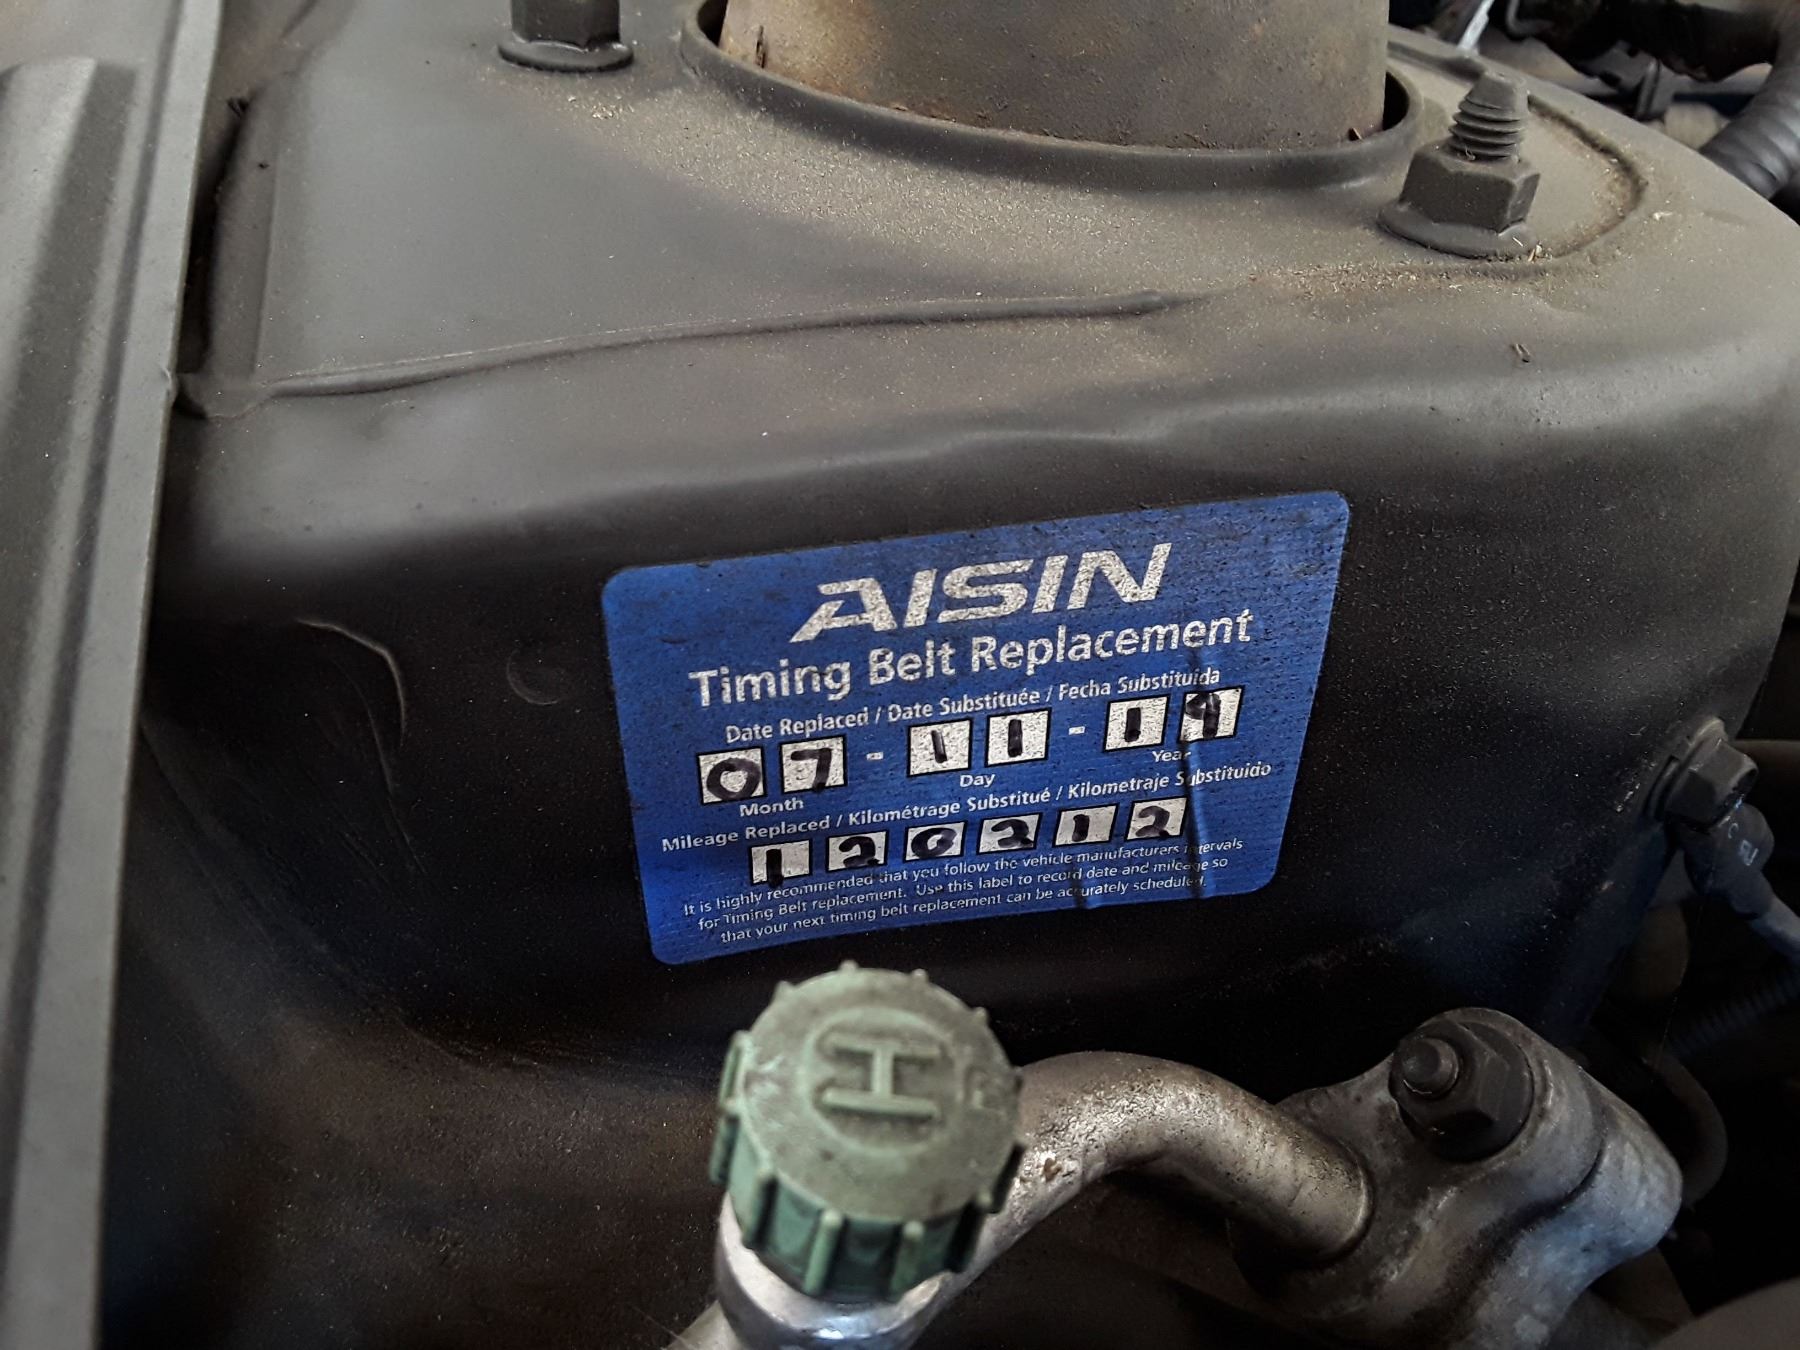 AISIN
Timing Belt Replacement
Date Replaced / Date Substituée / Fecha Substituida
07 - 11 - 19
Month Day Year
Mileage Replaced / Kilométrage Substitué / Kilometraje Substituido
120212
It is highly recommended that you follow the vehicle manufacturers intervals
for Timing Belt replacement. Use this label to record date and mileage so
that your next timing belt replacement can be accurately scheduled.
H